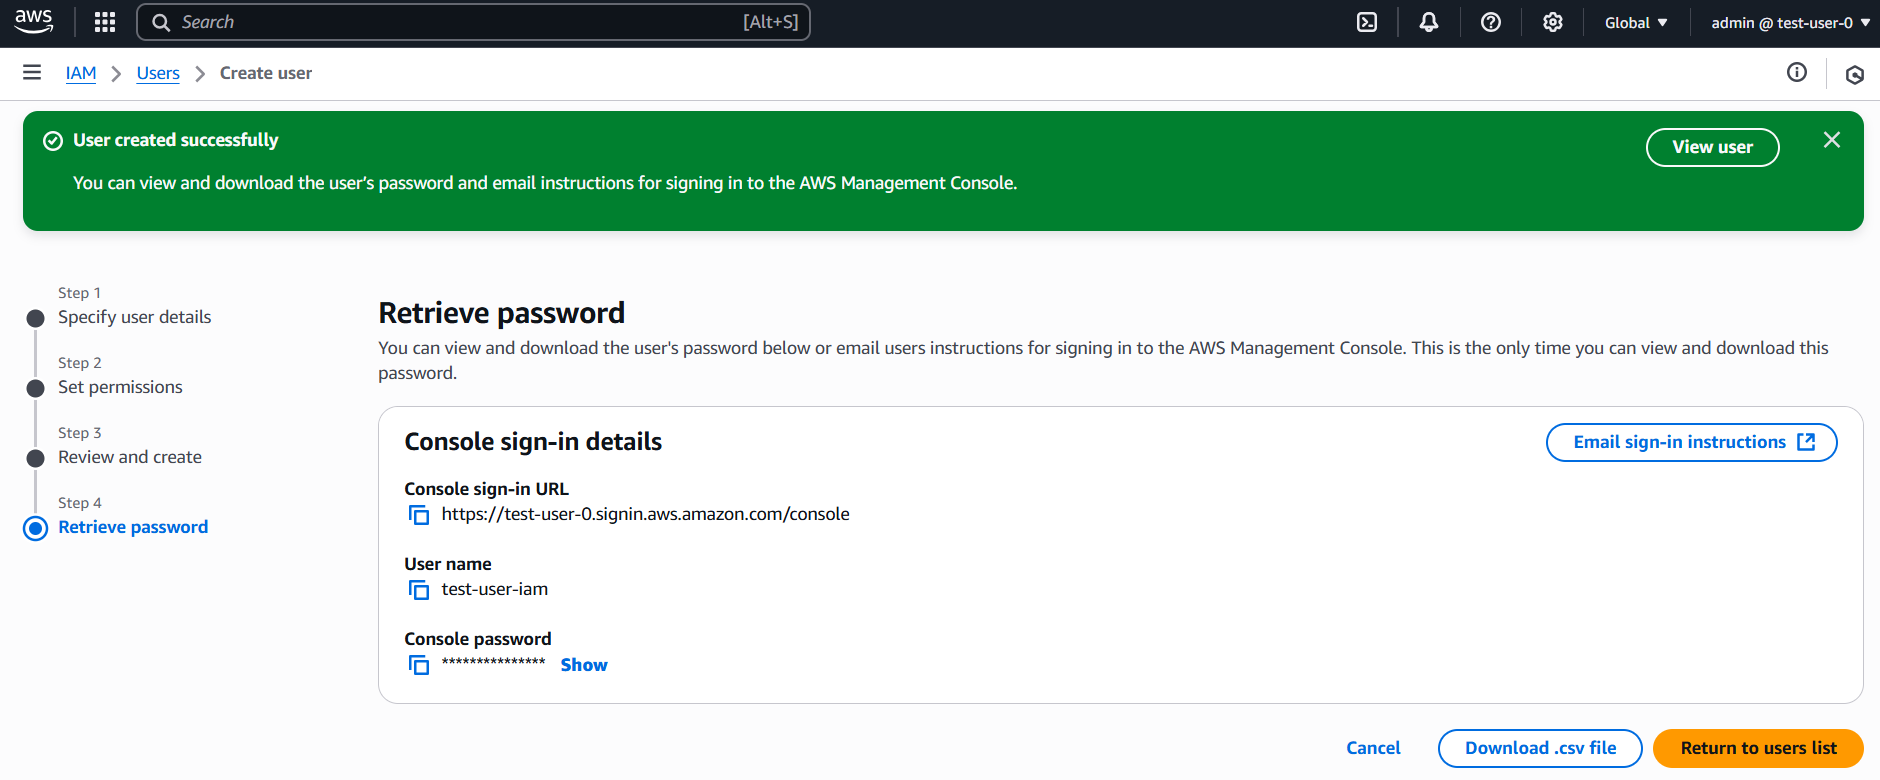 aws
Search [Alt+S]
Global
admin @ test-user-0
IAM
Users
Create user
User created successfully
You can view and download the user's password and email instructions for signing in to the AWS Management Console.
View user
Step 1
Specify user details
Step 2
Set permissions
Step 3
Review and create
Step 4
Retrieve password
Retrieve password
You can view and download the user's password below or email users instructions for signing in to the AWS Management Console. This is the only time you can view and download this
password.
Console sign-in details
Email sign-in instructions
Console sign-in URL
https://test-user-0.signin.aws.amazon.com/console
User name
test-user-iam
Console password
*************** Show
Cancel
Download .csv file
Return to users list